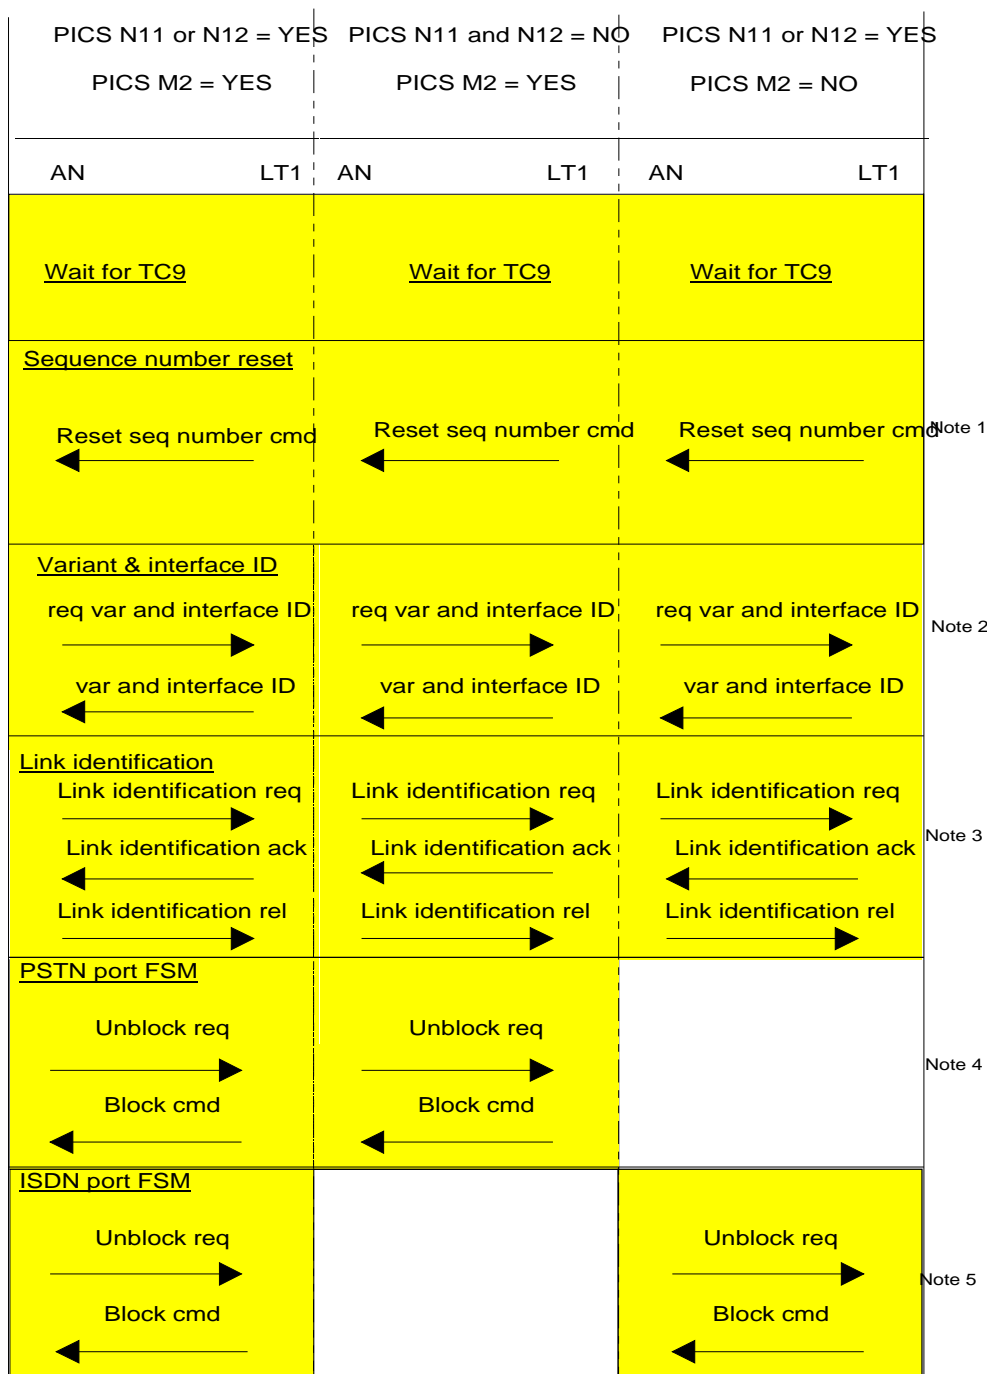 PICS N11 or N12 = YES PICS N11 and N12 = NO PICS N11 or N12 = YES
PICS M2 = YES PICS M2 = YES PICS M2 = NO
AN LT1 AN LT1 AN LT1
Wait for TC9 Wait for TC9 Wait for TC9
Sequence number reset
Reset seq number cmd Reset seq number cmd Reset seq number cmd Note 1
Variant & interface ID
req var and interface ID req var and interface ID req var and interface ID
Note 2
var and interface ID var and interface ID var and interface ID
Link identification
Link identification req Link identification req Link identification req
Note 3
Link identification ack Link identification ack Link identification ack
Link identification rel Link identification rel Link identification rel
PSTN port FSM
Unblock req Unblock req
Note 4
Block cmd Block cmd
ISDN port FSM
Unblock req Unblock req
Note 5
Block cmd Block cmd